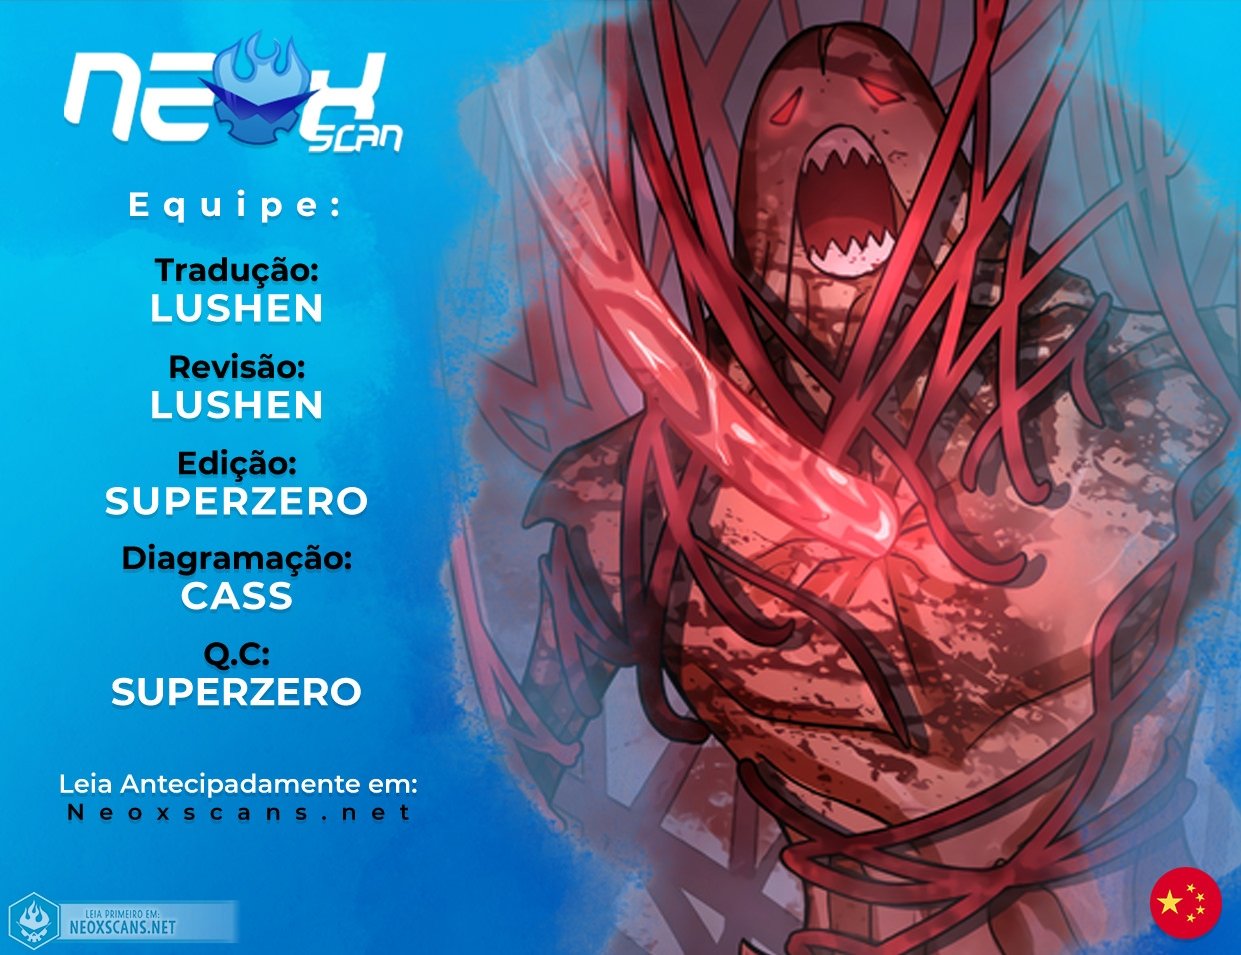 NEOX
SCAN
Equipe:
Tradução:
LUSHEN
Revisão:
LUSHEN
Edição:
SUPERZERO
Diagramação:
CASS
Q.C:
SUPERZERO
Leia Antecipadamente em:
Neoxscans.net
LEIA PRIMEIRO EM:
NEOXSCANS.NET